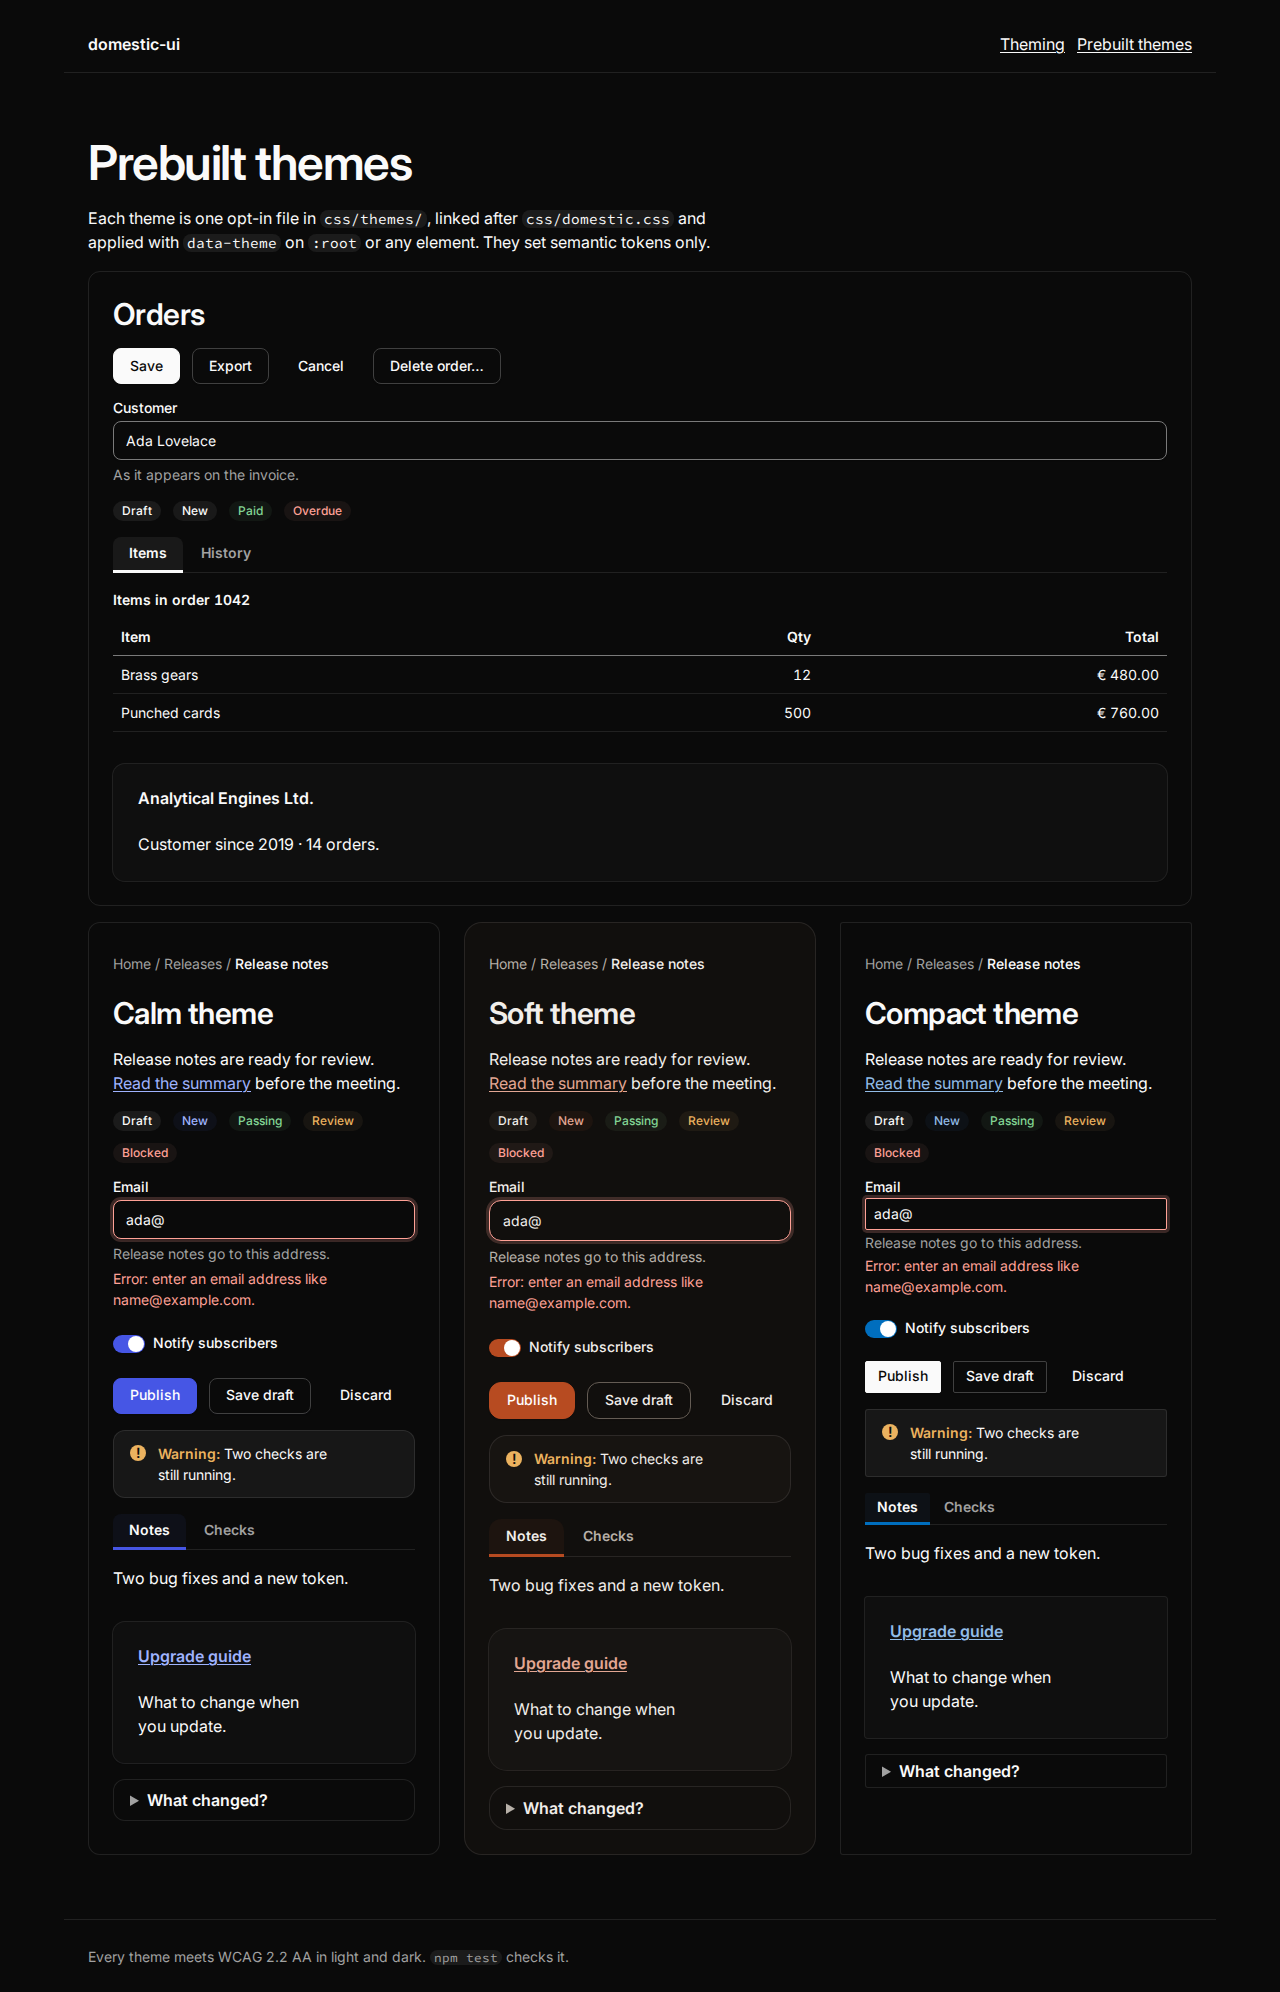 domestic-ui
Theming Prebuilt themes
Prebuilt themes
Each theme is one opt-in file in css/themes/, linked after css/domestic.css and
applied with data-theme on :root or any element. They set semantic tokens only.
Orders
Save Export Cancel Delete order...
Customer
Ada Lovelace
As it appears on the invoice.
Draft New Paid Overdue
Items History
Items in order 1042
Item Qty Total
Brass gears 12 € 480.00
Punched cards 500 € 760.00
Analytical Engines Ltd.
Customer since 2019 · 14 orders.
Home / Releases / Release notes
Calm theme
Release notes are ready for review.
Read the summary before the meeting.
Draft New Passing Review
Blocked
Email
ada@
Release notes go to this address.
Error: enter an email address like
name@example.com.
Notify subscribers
Publish Save draft Discard
Warning: Two checks are
still running.
Notes Checks
Two bug fixes and a new token.
Upgrade guide
What to change when
you update.
What changed?
Home / Releases / Release notes
Soft theme
Release notes are ready for review.
Read the summary before the meeting.
Draft New Passing Review
Blocked
Email
ada@
Release notes go to this address.
Error: enter an email address like
name@example.com.
Notify subscribers
Publish Save draft Discard
Warning: Two checks are
still running.
Notes Checks
Two bug fixes and a new token.
Upgrade guide
What to change when
you update.
What changed?
Home / Releases / Release notes
Compact theme
Release notes are ready for review.
Read the summary before the meeting.
Draft New Passing Review
Blocked
Email
ada@
Release notes go to this address.
Error: enter an email address like
name@example.com.
Notify subscribers
Publish Save draft Discard
Warning: Two checks are
still running.
Notes Checks
Two bug fixes and a new token.
Upgrade guide
What to change when
you update.
What changed?
Every theme meets WCAG 2.2 AA in light and dark. npm test checks it.